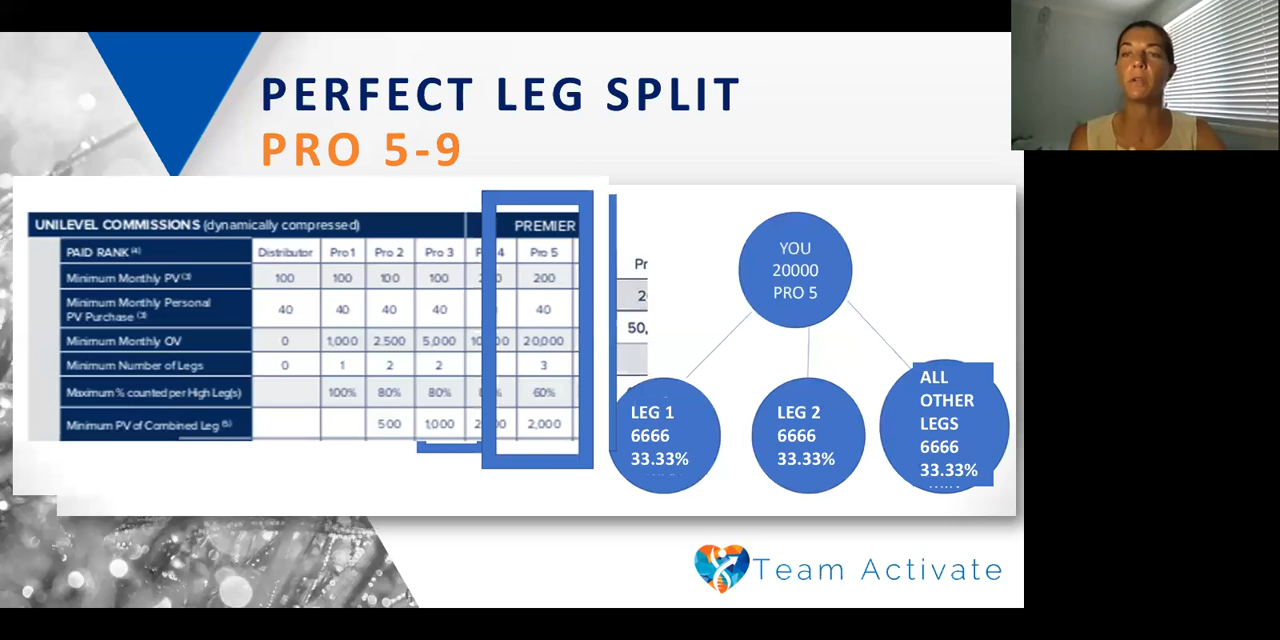 PERFECT LEG SPLIT
PRO 5-9
UNILEVEL COMMISSIONS (dynamically compressed) PREMIER
PAID RANK (4) Distributor Pro 1 Pro 2 Pro 3 4 Pro 5
Minimum Monthly PV (3) 100 100 100 100 200
Minimum Monthly Personal
PV Purchase (3) 40 40 40 40 40
Minimum Monthly OV 0 1,000 2,500 5,000 20,000
Minimum Number of Legs 0 1 2 2 3
Maximum % counted per High Leg(s) 100% 80% 80% 60%
Minimum PV of Combined Leg (5) 500 1,000 2,000
Pr
2
50,
YOU
20000
PRO 5
LEG 1
6666
33.33%
LEG 2
6666
33.33%
ALL
OTHER
LEGS
6666
33.33%
Team Activate